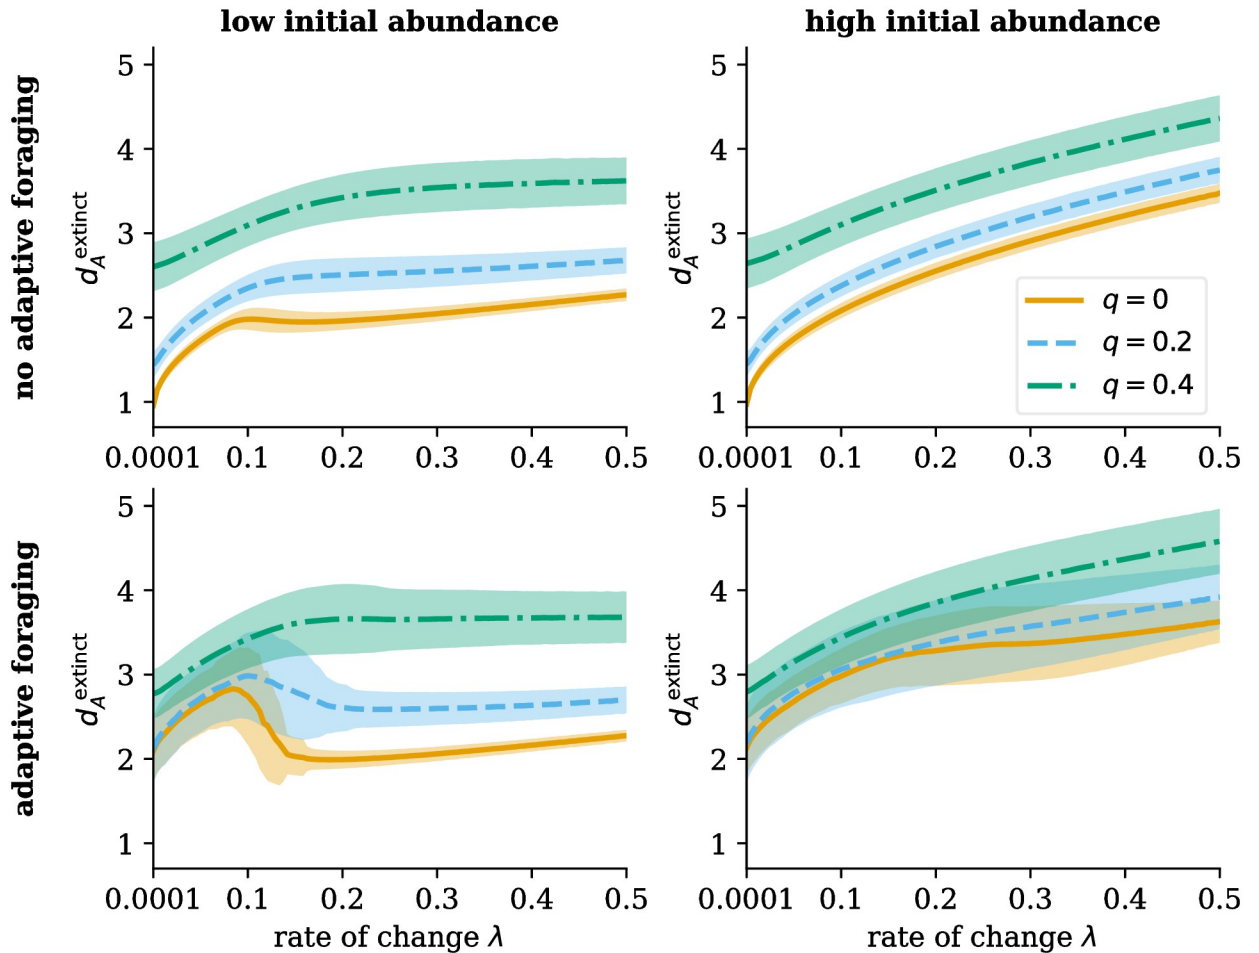 low initial abundance
high initial abundance
no adaptive foraging
d_A^extinct
5
4
3
2
1
0.0001 0.1 0.2 0.3 0.4 0.5
5
4
3
2
1
0.0001 0.1 0.2 0.3 0.4 0.5
q = 0
q = 0.2
q = 0.4
adaptive foraging
d_A^extinct
5
4
3
2
1
0.0001 0.1 0.2 0.3 0.4 0.5
rate of change λ
d_A^extinct
5
4
3
2
1
0.0001 0.1 0.2 0.3 0.4 0.5
rate of change λ
d_A^extinct